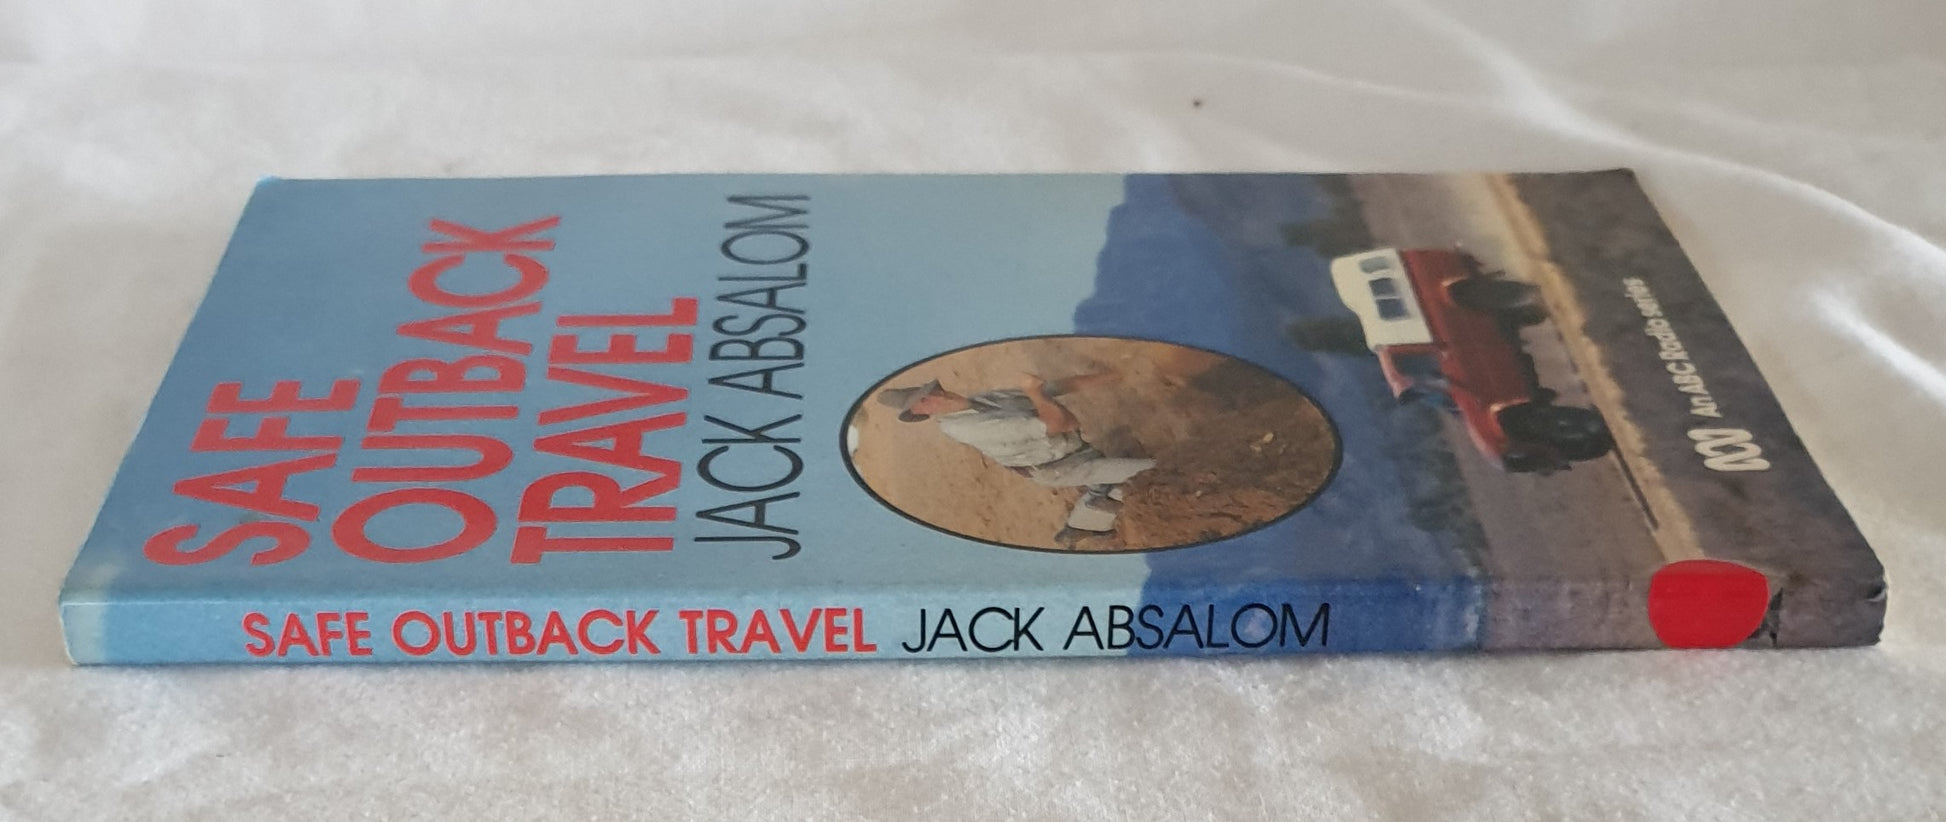 SAFE
OUTBACK
TRAVEL
JACK ABSALOM
An ABC Radio series
SAFE OUTBACK TRAVEL JACK ABSALOM